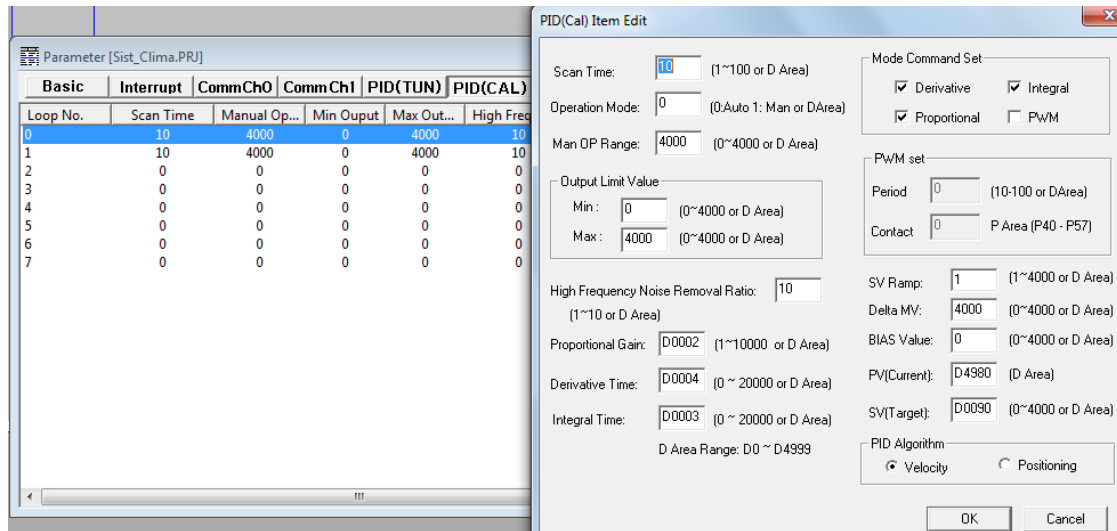 Parameter [Sist_Clima.PRJ]
Basic Interrupt CommCh0 CommCh1 PID(TUN) PID(CAL)
Loop No. Scan Time Manual Op... Min Ouput Max Out... High Freq
0 10 4000 0 4000 10
1 10 4000 0 4000 10
2 0 0 0 0 0
3 0 0 0 0 0
4 0 0 0 0 0
5 0 0 0 0 0
6 0 0 0 0 0
7 0 0 0 0 0
PID(Cal) Item Edit
Scan Time: 10 (1~100 or D Area)
Operation Mode: 0 (0:Auto 1: Man or DArea)
Man OP Range: 4000 (0~4000 or D Area)
Output Limit Value
Min : 0 (0~4000 or D Area)
Max : 4000 (0~4000 or D Area)
High Frequency Noise Removal Ratio: 10
(1~10 or D Area)
Proportional Gain: D0002 (1~10000 or D Area)
Derivative Time: D0004 (0 ~ 20000 or D Area)
Integral Time: D0003 (0 ~ 20000 or D Area)
D Area Range: D0 ~ D4999
Mode Command Set
Derivative Integral
Proportional PWM
PWM set
Period 0 (10-100 or DArea)
Contact 0 P Area (P40 - P57)
SV Ramp: 1 (1~4000 or D Area)
Delta MV: 4000 (0~4000 or D Area)
BIAS Value: 0 (0~4000 or D Area)
PV(Current): D4980 (D Area)
SV(Target): D0090 (0~4000 or D Area)
PID Algorithm
Velocity Positioning
OK Cancel